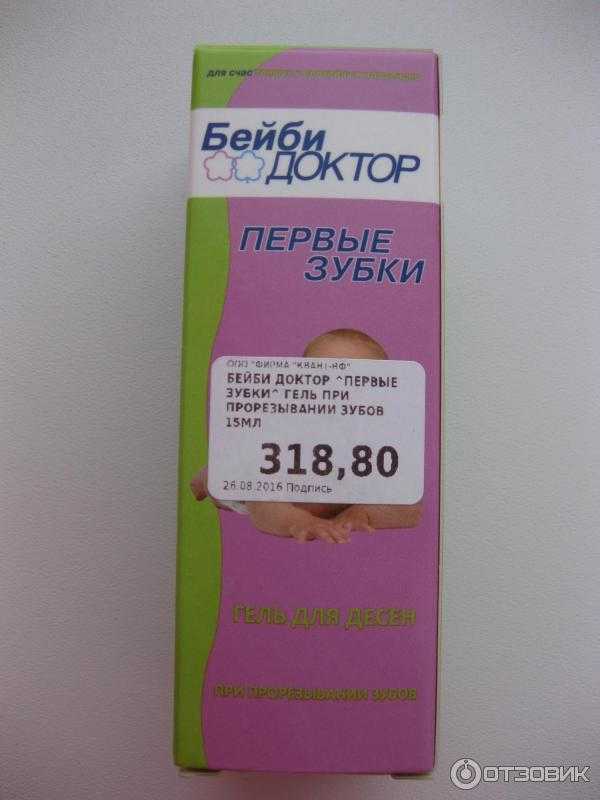 для счас
Бейби
ДОКТОР
ПЕРВЫЕ
ЗУБКИ
ООО "ФИРМА "КВАНТ-ЯФ"
БЕЙБИ ДОКТОР ^ПЕРВЫЕ
ЗУБКИ^ ГЕЛЬ ПРИ
ПРОРЕЗЫВАНИИ ЗУБОВ
15МЛ
318,80
26.08.2016 Подпись
ГЕЛЬ ДЛЯ ДЕСЕН
ПРИ ПРОРЕЗЫВАНИИ ЗУБОВ
ОТЗОВИК